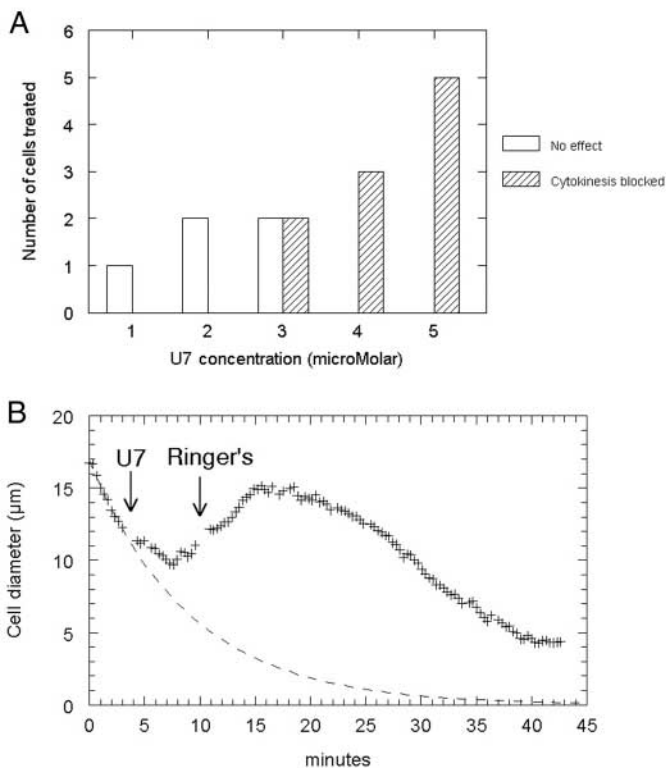 A
Number of cells treated
6
5
4
3
2
1
0
1 2 3 4 5
U7 concentration (microMolar)
No effect
Cytokinesis blocked
B
Cell diameter (μm)
20
15
10
5
0
U7 Ringer's
0 5 10 15 20 25 30 35 40 45
minutes